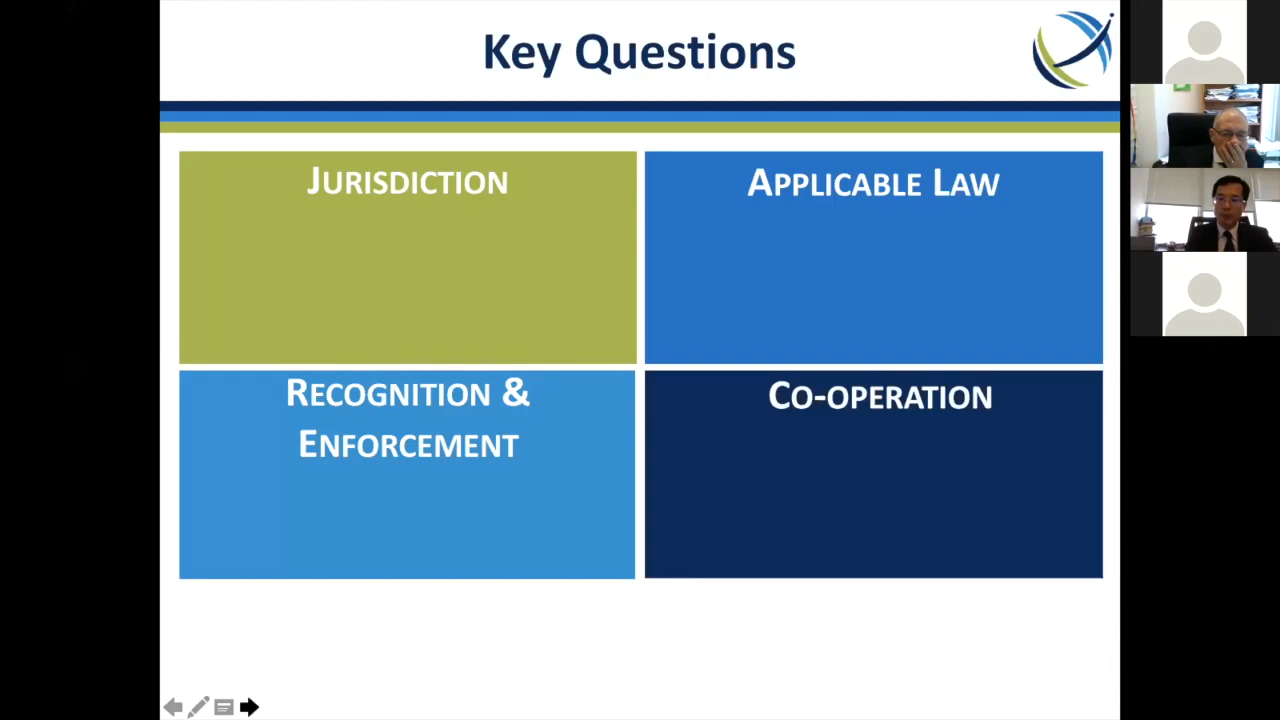 Key Questions
JURISDICTION
APPLICABLE LAW
RECOGNITION &
ENFORCEMENT
CO-OPERATION